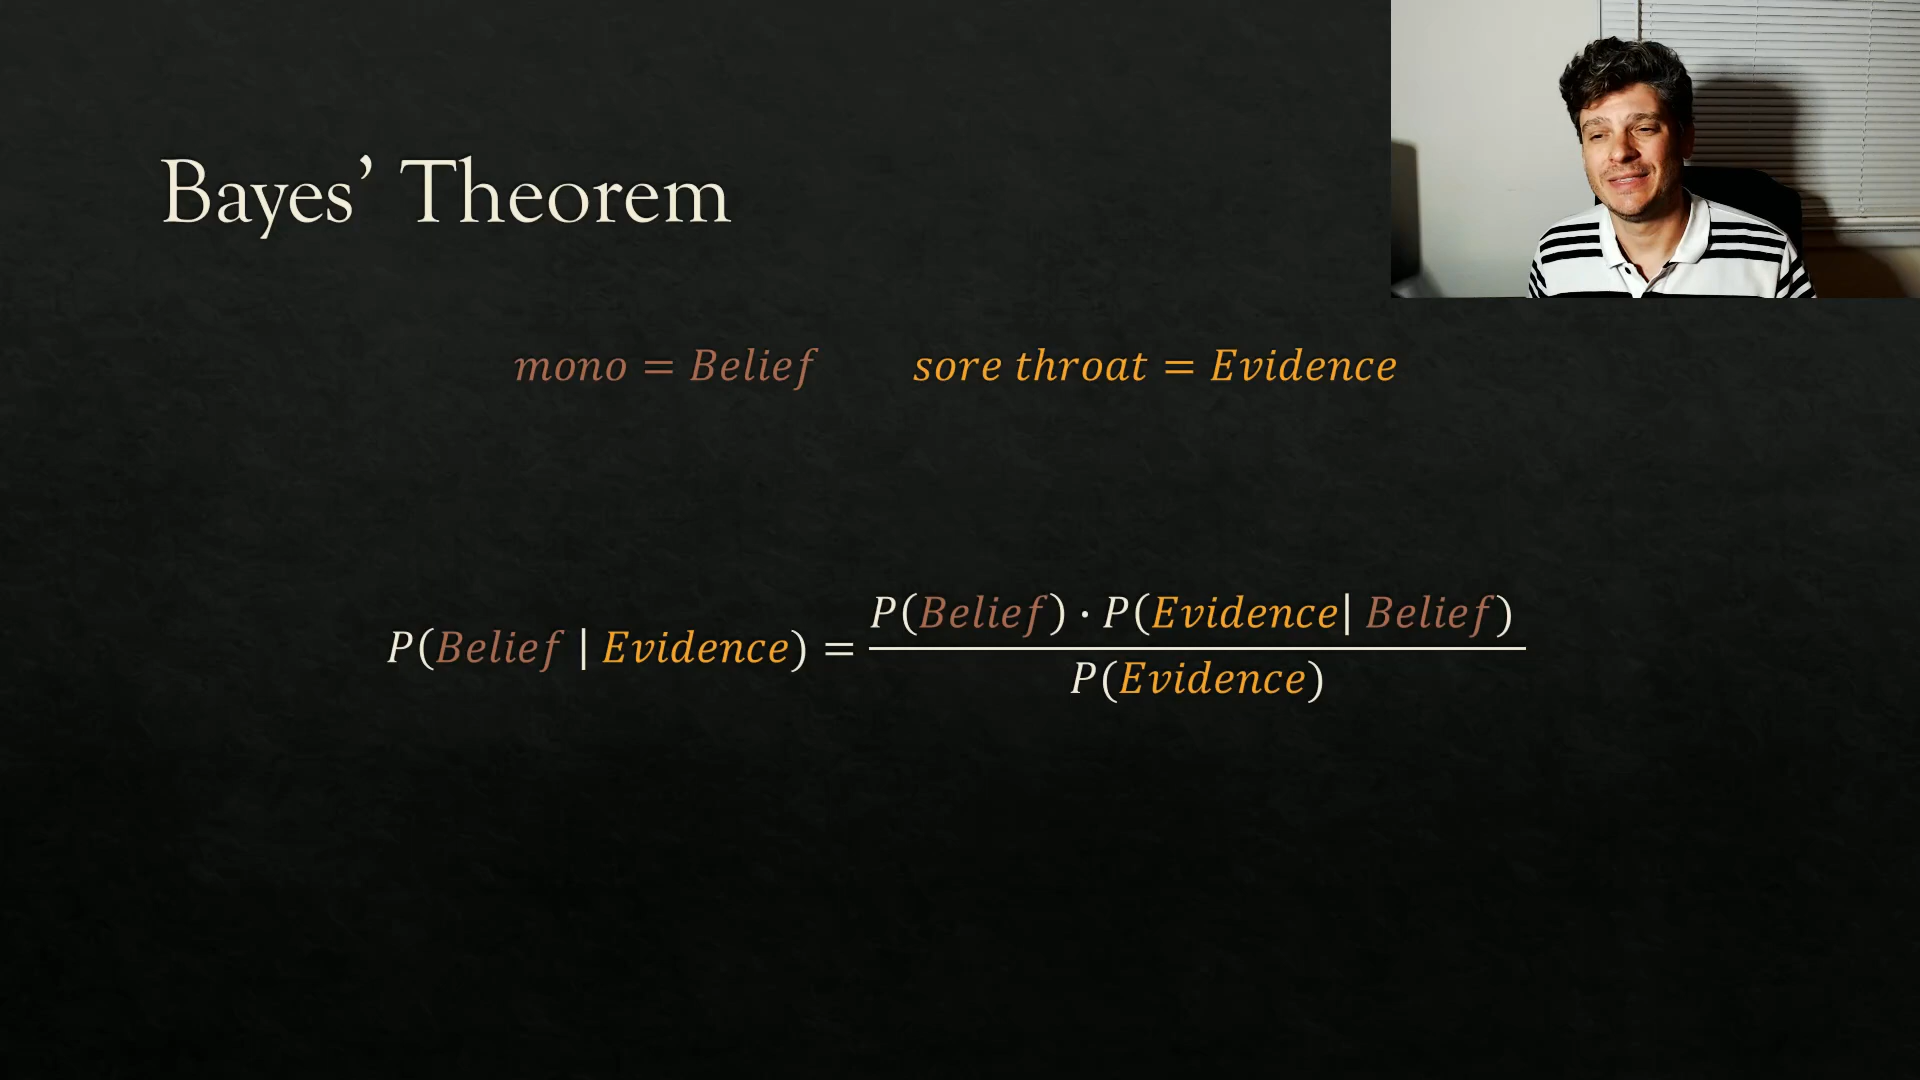 Bayes’ Theorem
mono = Belief sore throat = Evidence
P(Belief | Evidence) = P(Belief) · P(Evidence| Belief)
P(Evidence)